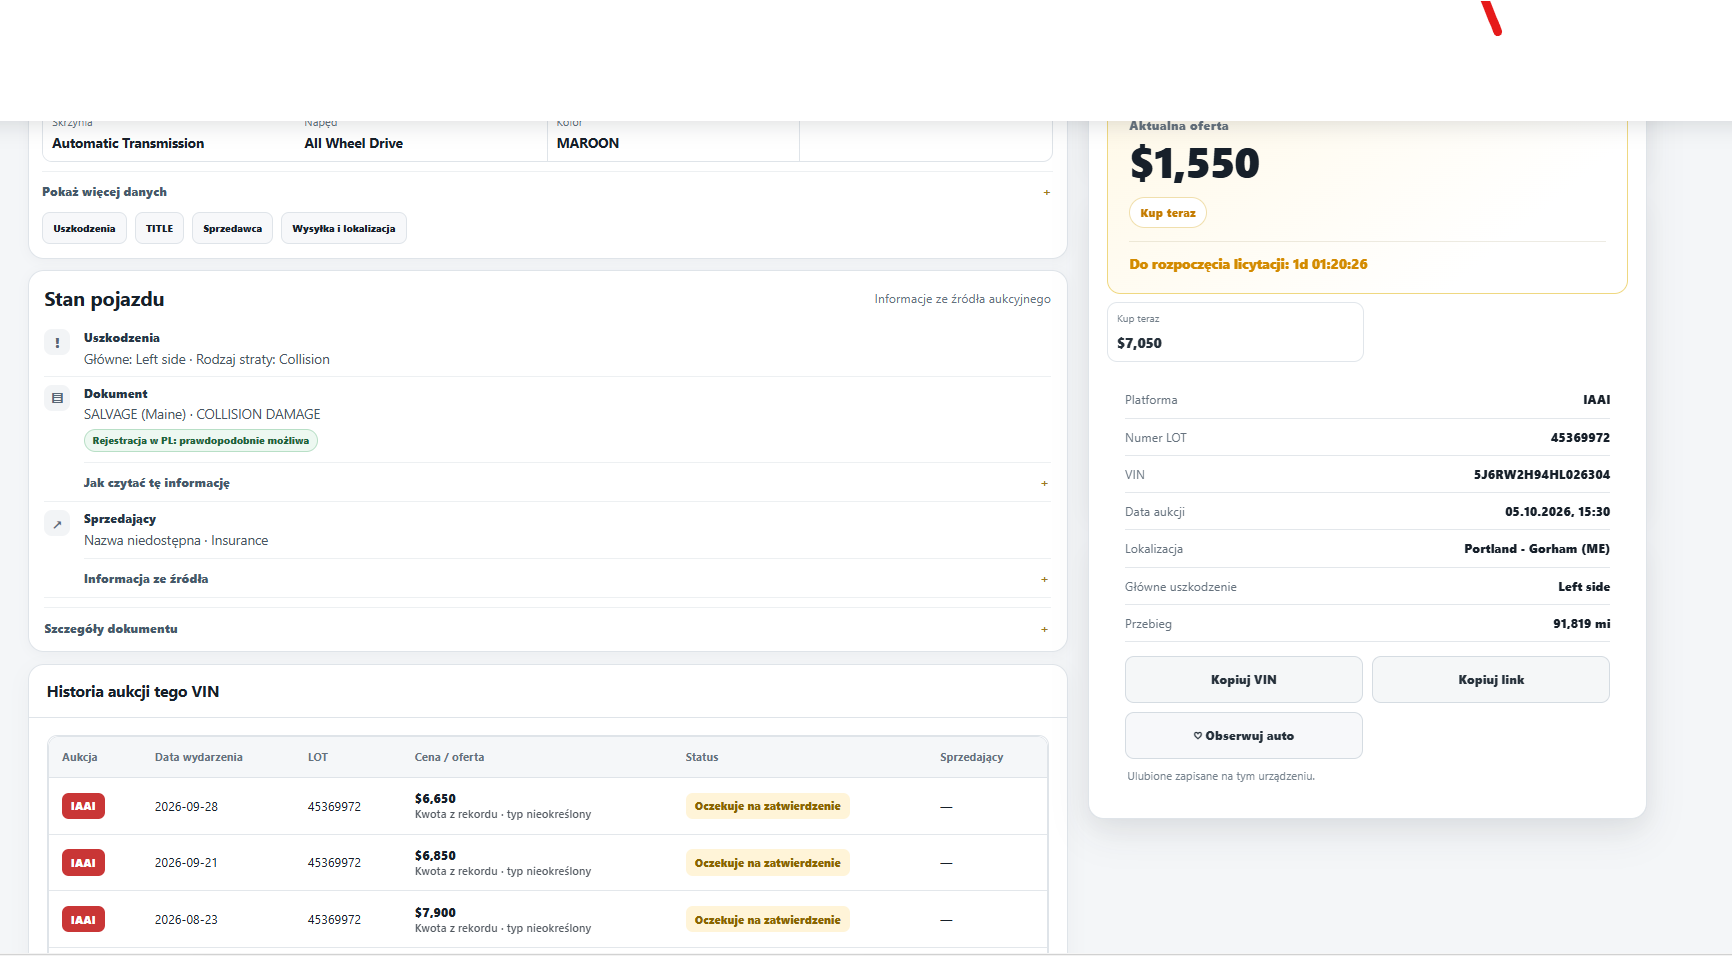 Skrzynia
Napęd
Kolor
Automatic Transmission
All Wheel Drive
MAROON
Pokaż więcej danych
+
Uszkodzenia
TITLE
Sprzedawca
Wysyłka i lokalizacja
Stan pojazdu
Informacje ze źródła aukcyjnego
!
Uszkodzenia
Główne: Left side · Rodzaj straty: Collision
Dokument
SALVAGE (Maine) · COLLISION DAMAGE
Rejestracja w PL: prawdopodobnie możliwa
Jak czytać tę informację
+
↗
Sprzedający
Nazwa niedostępna · Insurance
Informacja ze źródła
+
Szczegóły dokumentu
+
Historia aukcji tego VIN
Aukcja
Data wydarzenia
LOT
Cena / oferta
Status
Sprzedający
IAAI
2026-09-28
45369972
$6,650
Kwota z rekordu · typ nieokreślony
Oczekuje na zatwierdzenie
—
IAAI
2026-09-21
45369972
$6,850
Kwota z rekordu · typ nieokreślony
Oczekuje na zatwierdzenie
—
IAAI
2026-08-23
45369972
$7,900
Kwota z rekordu · typ nieokreślony
Oczekuje na zatwierdzenie
—
Aktualna oferta
$1,550
Kup teraz
Do rozpoczęcia licytacji: 1d 01:20:26
Kup teraz
$7,050
Platforma
IAAI
Numer LOT
45369972
VIN
5J6RW2H94HL026304
Data aukcji
05.10.2026, 15:30
Lokalizacja
Portland - Gorham (ME)
Główne uszkodzenie
Left side
Przebieg
91,819 mi
Kopiuj VIN
Kopiuj link
♡ Obserwuj auto
Ulubione zapisane na tym urządzeniu.